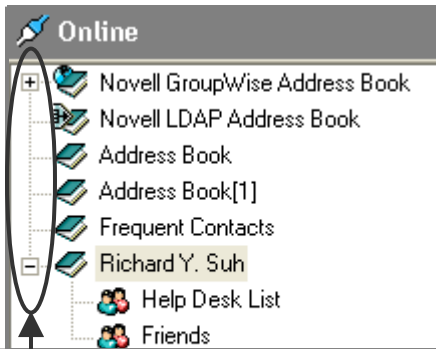 Online
Novell GroupWise Address Book
Novell LDAP Address Book
Address Book
Address Book[1]
Frequent Contacts
Richard Y. Suh
Help Desk List
Friends